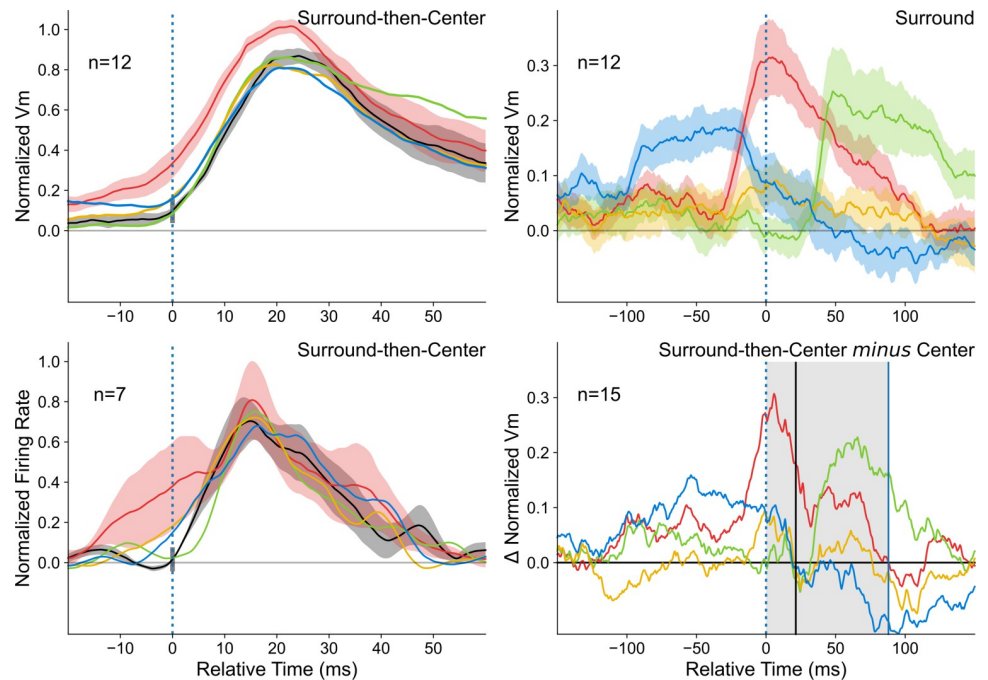 Surround-then-Center
n=12
Normalized Vm
1.0
0.8
0.6
0.4
0.2
0.0
−10 0 10 20 30 40 50
Surround
n=12
Normalized Vm
0.3
0.2
0.1
0.0
−100 −50 0 50 100
Surround-then-Center
n=7
Normalized Firing Rate
1.0
0.8
0.6
0.4
0.2
0.0
−10 0 10 20 30 40 50
Relative Time (ms)
Surround-then-Center minus Center
n=15
Δ Normalized Vm
0.3
0.2
0.1
0.0
−100 −50 0 50 100
Relative Time (ms)